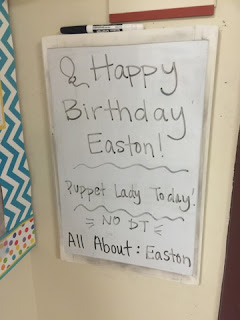 Happy
Birthday
Easton!
Puppet Lady Today!
NO DT
All About: Easton